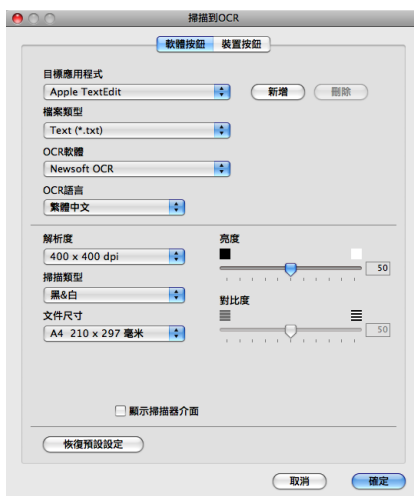 掃描到OCR
軟體按鈕 裝置按鈕
目標應用程式
Apple TextEdit 新增 刪除
檔案類型
Text (*.txt)
OCR軟體
Newsoft OCR
OCR語言
繁體中文
解析度 亮度
400 x 400 dpi 50
掃描類型
黑&白 對比度
文件尺寸
A4 210 x 297 毫米 50
顯示掃描器介面
恢復預設設定
取消 確定